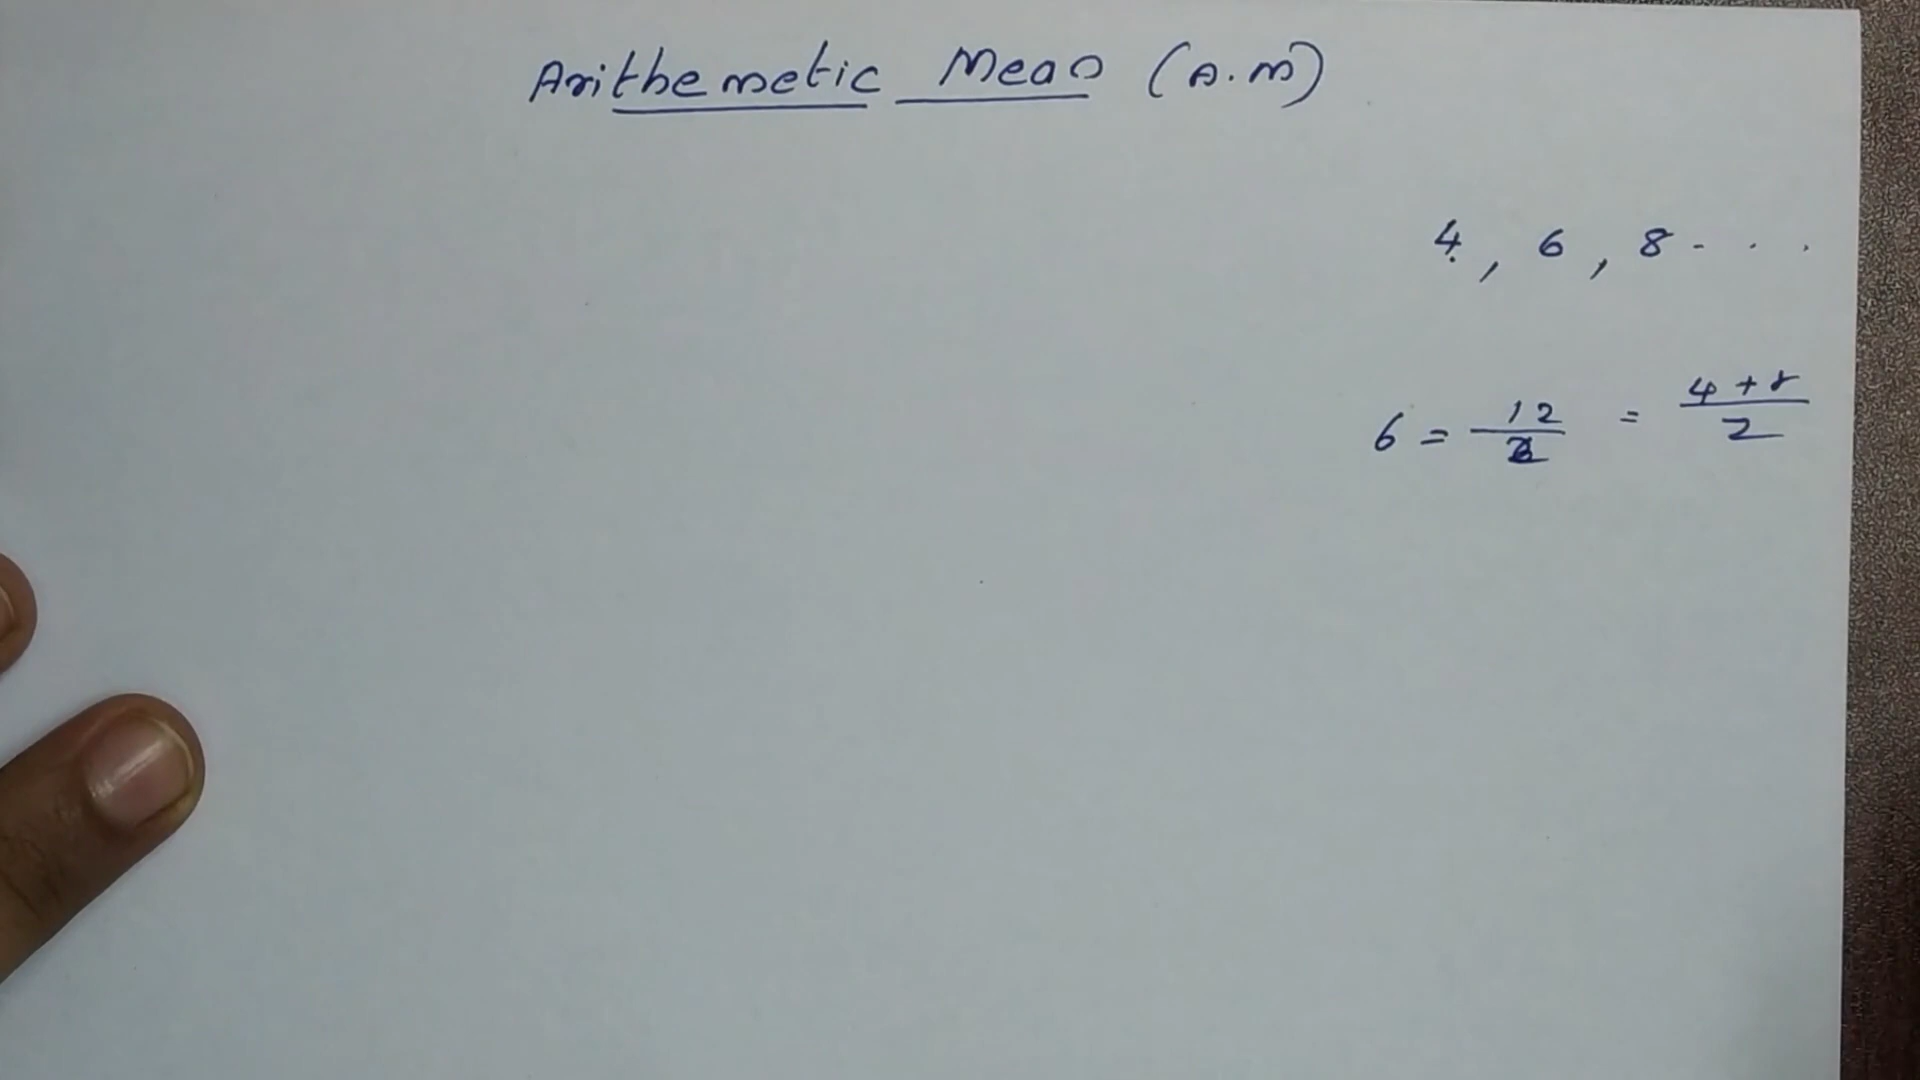 Arithemetic Mean (A.M)
4, 6, 8 - . . .
6 = 12/2 = 4+8/2